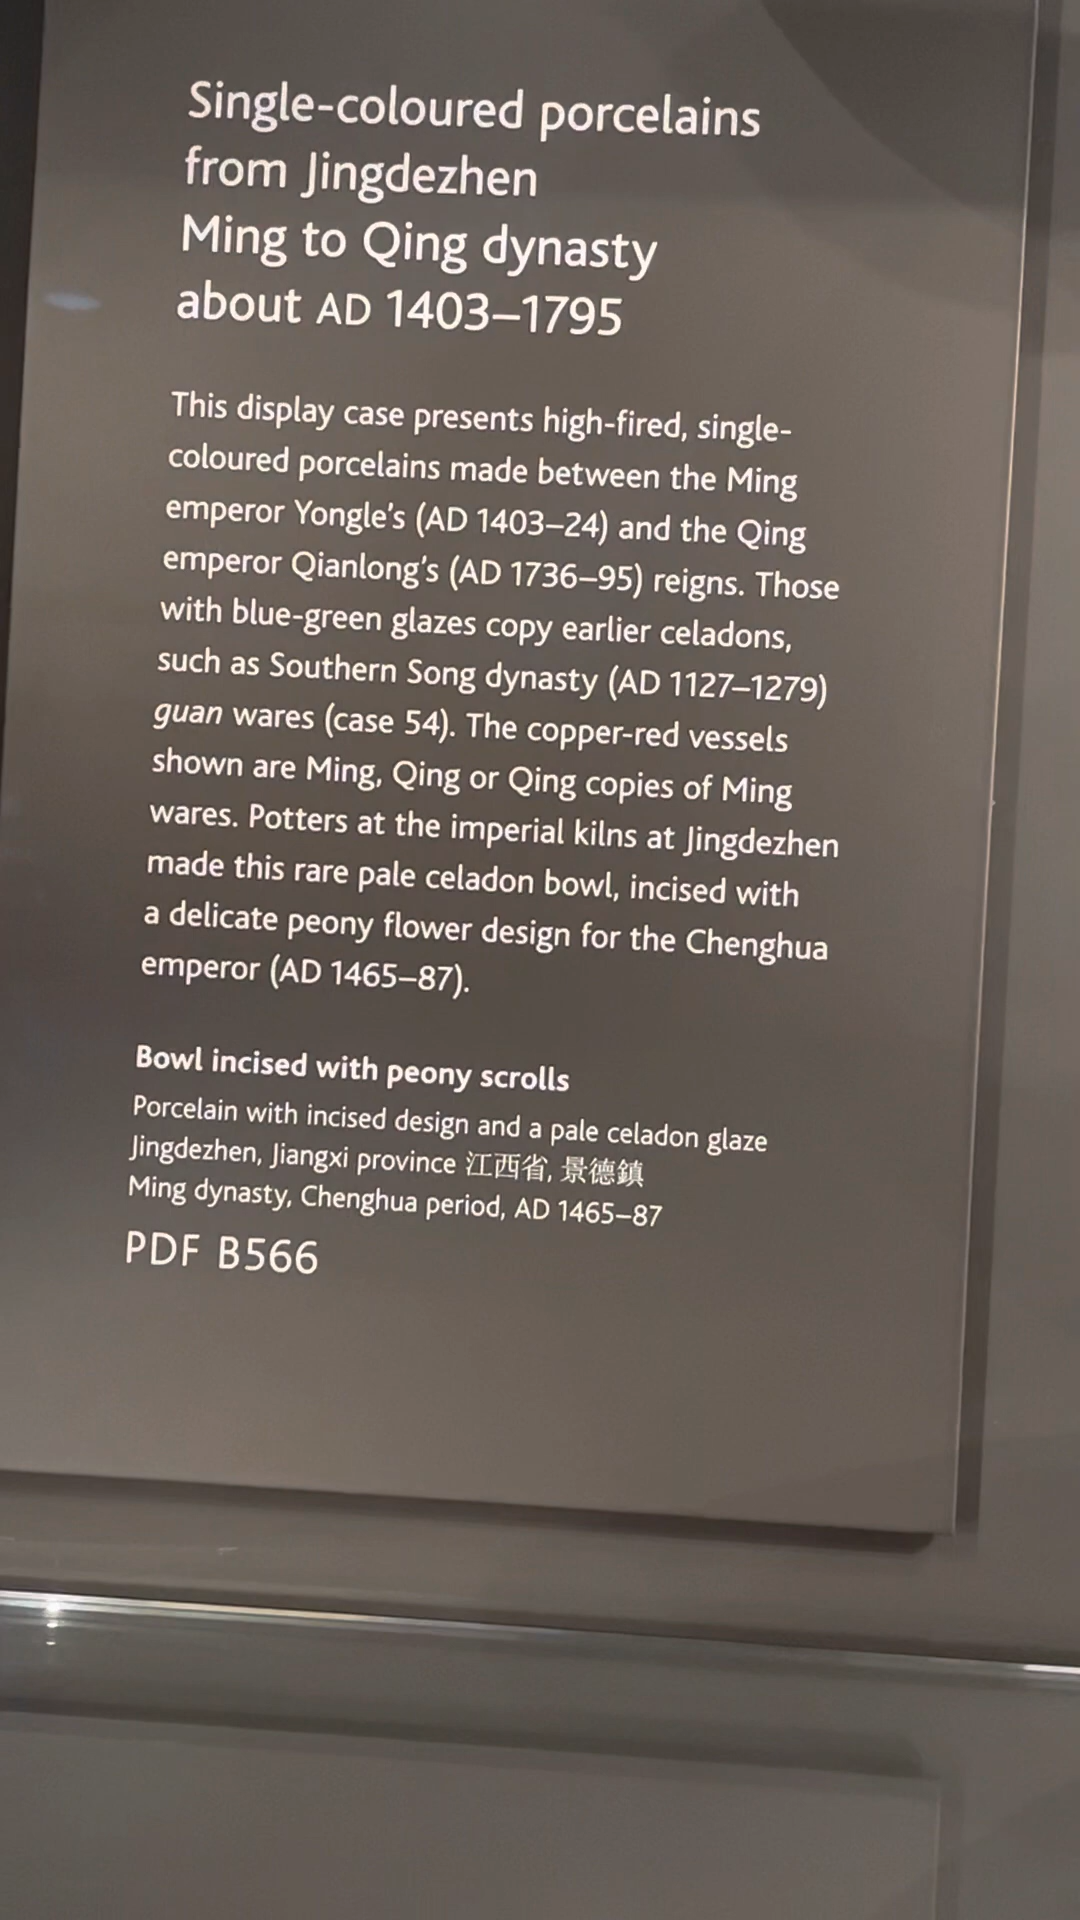 Single-coloured porcelains
from Jingdezhen
Ming to Qing dynasty
about AD 1403–1795
This display case presents high-fired, single-
coloured porcelains made between the Ming
emperor Yongle's (AD 1403–24) and the Qing
emperor Qianlong's (AD 1736–95) reigns. Those
with blue-green glazes copy earlier celadons,
such as Southern Song dynasty (AD 1127–1279)
guan wares (case 54). The copper-red vessels
shown are Ming, Qing or Qing copies of Ming
wares. Potters at the imperial kilns at Jingdezhen
made this rare pale celadon bowl, incised with
a delicate peony flower design for the Chenghua
emperor (AD 1465–87).
Bowl incised with peony scrolls
Porcelain with incised design and a pale celadon glaze
Jingdezhen, Jiangxi province 江西省, 景德鎮
Ming dynasty, Chenghua period, AD 1465–87
PDF B566